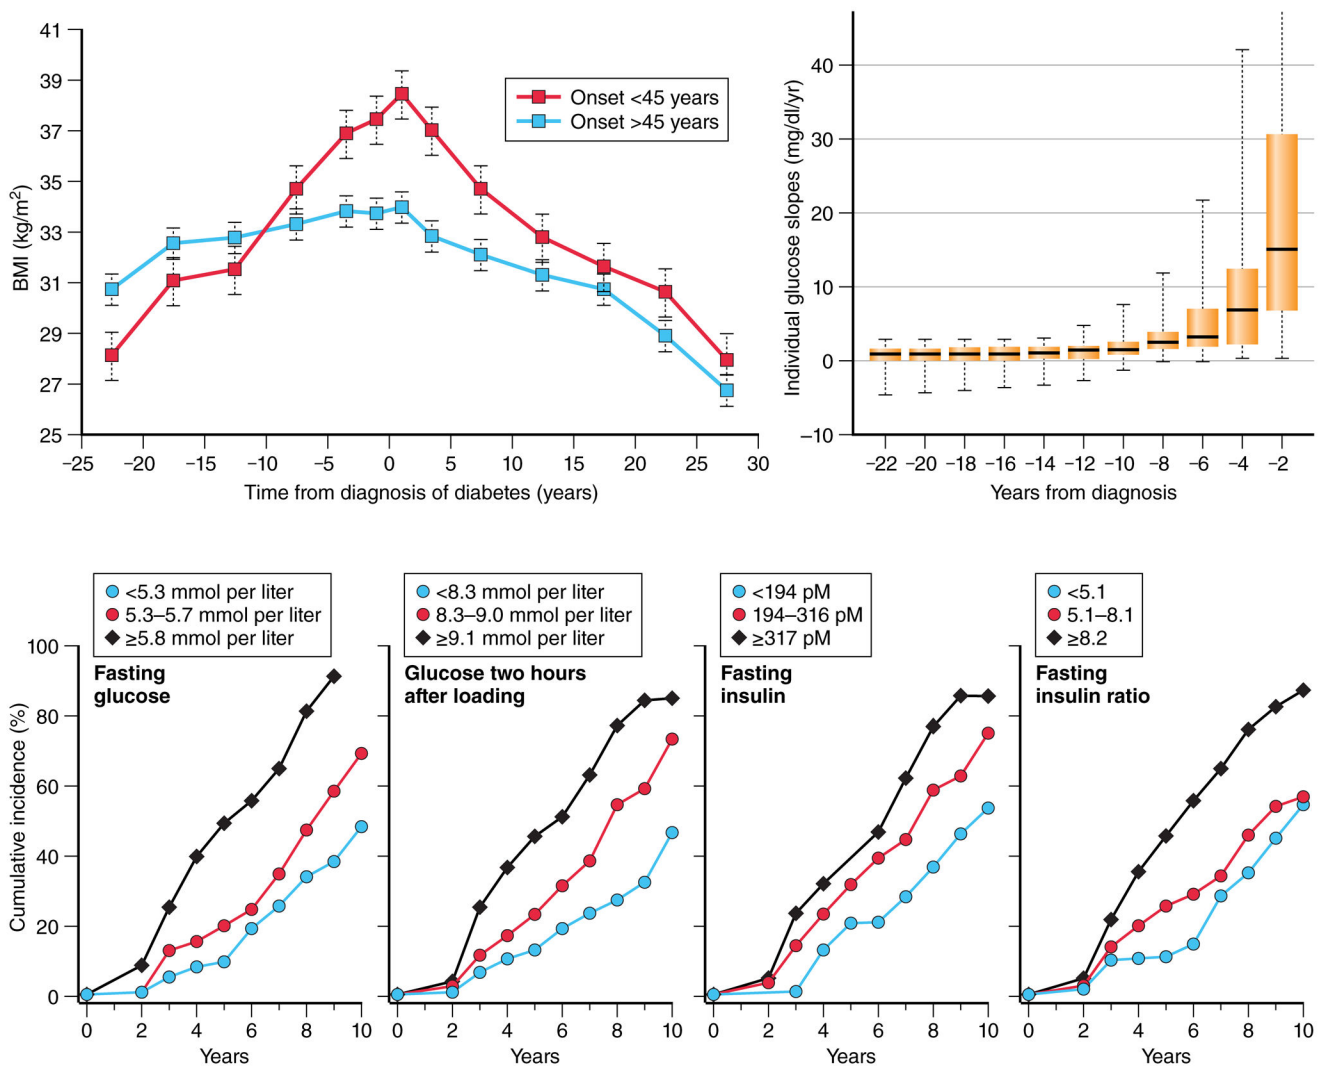 41
39
37
35
33
31
29
27
25
BMI (kg/m²)
Onset <45 years
Onset >45 years
−25 −20 −15 −10 −5 0 5 10 15 20 25 30
Time from diagnosis of diabetes (years)
40
30
20
10
0
−10
Individual glucose slopes (mg/dl/yr)
−22 −20 −18 −16 −14 −12 −10 −8 −6 −4 −2
Years from diagnosis
<5.3 mmol per liter
5.3–5.7 mmol per liter
≥5.8 mmol per liter
Fasting
glucose
100
80
60
40
20
0
Cumulative incidence (%)
0 2 4 6 8 10
Years
<8.3 mmol per liter
8.3–9.0 mmol per liter
≥9.1 mmol per liter
Glucose two hours
after loading
0 2 4 6 8 10
Years
<194 pM
194–316 pM
≥317 pM
Fasting
insulin
0 2 4 6 8 10
Years
<5.1
5.1–8.1
≥8.2
Fasting
insulin ratio
0 2 4 6 8 10
Years